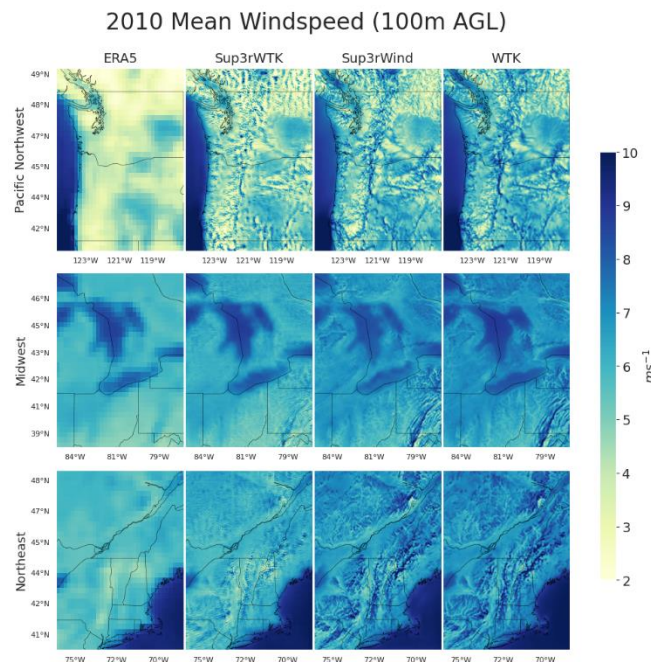 2010 Mean Windspeed (100m AGL)
ERA5 Sup3rWTK Sup3rWind WTK
Pacific Northwest
49°N
48°N
47°N
45°N
44°N
42°N
123°W 121°W 119°W 123°W 121°W 119°W 123°W 121°W 119°W 123°W 121°W 119°W
Midwest
46°N
45°N
43°N
42°N
41°N
39°N
84°W 81°W 79°W 84°W 81°W 79°W 84°W 81°W 79°W 84°W 81°W 79°W
Northeast
48°N
47°N
45°N
44°N
42°N
41°N
75°W 72°W 70°W 75°W 72°W 70°W 75°W 72°W 70°W 75°W 72°W 70°W
10
9
8
7
6
5
4
3
2
ms⁻¹